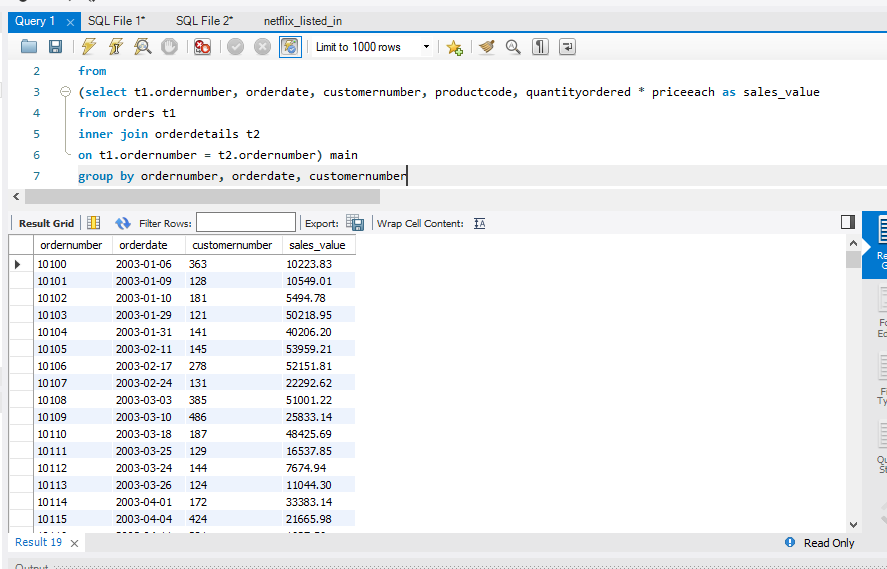 Query 1 SQL File 1* SQL File 2* netflix_listed_in
Limit to 1000 rows
2 from
3 (select t1.ordernumber, orderdate, customernumber, productcode, quantityordered * priceeach as sales_value
4 from orders t1
5 inner join orderdetails t2
6 on t1.ordernumber = t2.ordernumber) main
7 group by ordernumber, orderdate, customernumber
Result Grid Filter Rows: Export: Wrap Cell Content:
ordernumber orderdate customernumber sales_value
10100 2003-01-06 363 10223.83
10101 2003-01-09 128 10549.01
10102 2003-01-10 181 5494.78
10103 2003-01-29 121 50218.95
10104 2003-01-31 141 40206.20
10105 2003-02-11 145 53959.21
10106 2003-02-17 278 52151.81
10107 2003-02-24 131 22292.62
10108 2003-03-03 385 51001.22
10109 2003-03-10 486 25833.14
10110 2003-03-18 187 48425.69
10111 2003-03-25 129 16537.85
10112 2003-03-24 144 7674.94
10113 2003-03-26 124 11044.30
10114 2003-04-01 172 33383.14
10115 2003-04-04 424 21665.98
Result 19 Read Only
Output